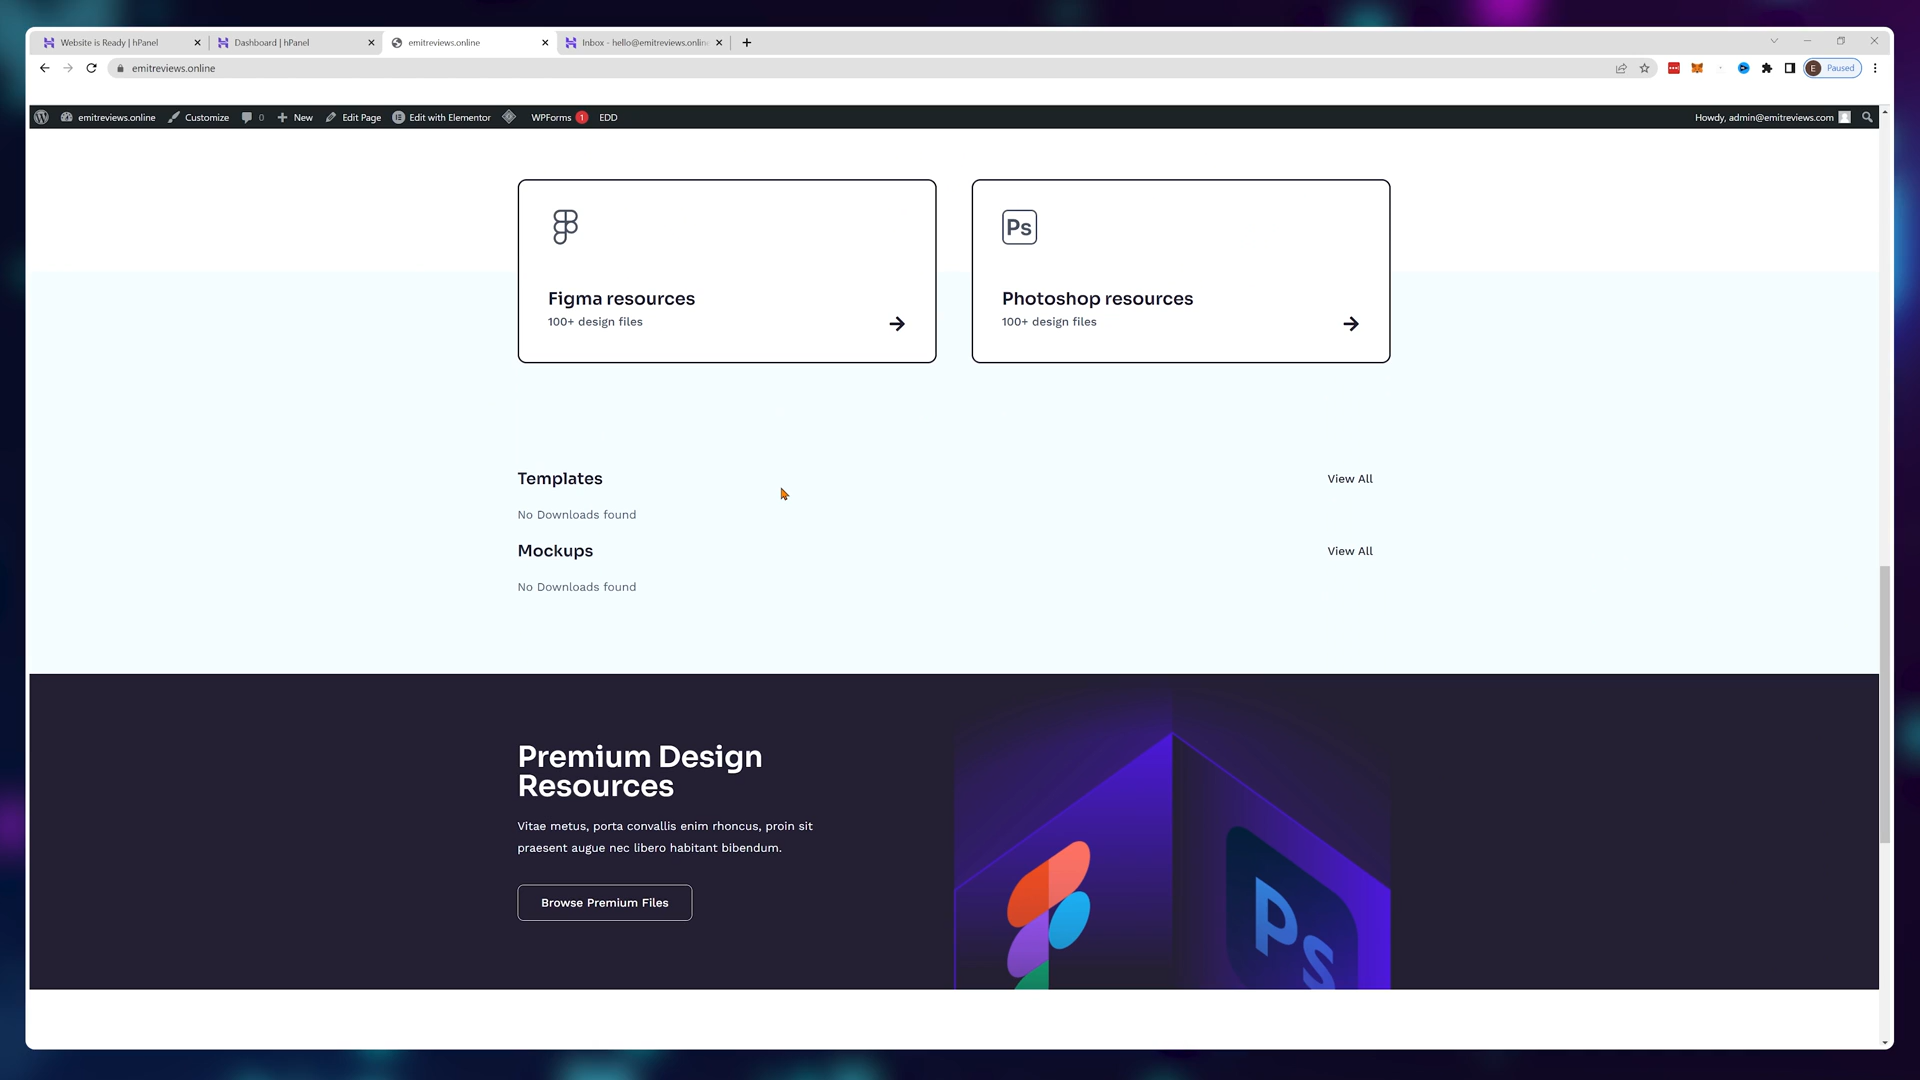 Website is Ready | hPanel
Dashboard | hPanel
emitreviews.online
Inbox - hello@emitreviews.onlin
emitreviews.online
E Paused
emitreviews.online
Customize
0
New
Edit Page
Edit with Elementor
WPForms 1
EDD
Howdy, admin@emitreviews.com
Figma resources
100+ design files
Ps
Photoshop resources
100+ design files
Templates
View All
No Downloads found
Mockups
View All
No Downloads found
Premium Design
Resources
Vitae metus, porta convallis enim rhoncus, proin sit
praesent augue nec libero habitant bibendum.
Browse Premium Files
Ps